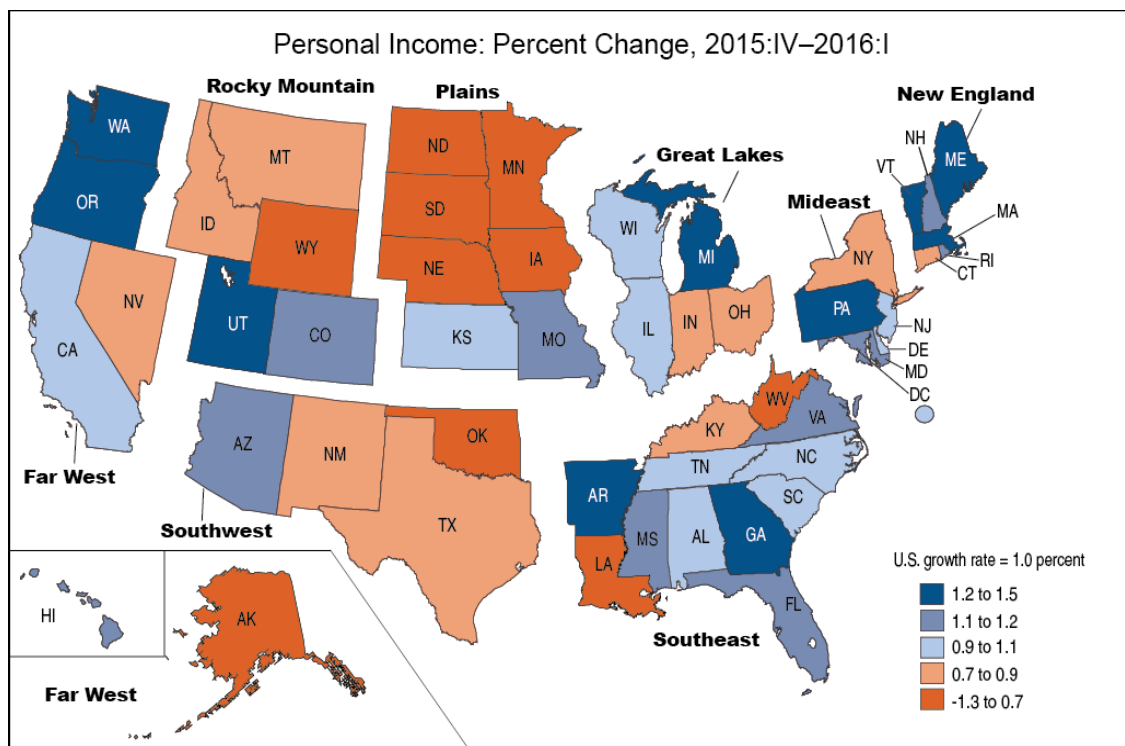 Personal Income: Percent Change, 2015:IV–2016:I
Rocky Mountain
Plains
New England
Great Lakes
Mideast
WA
OR
CA
NV
ID
MT
WY
UT
CO
ND
SD
NE
KS
MN
IA
MO
WI
MI
IL
IN
OH
NH
VT
ME
MA
RI
CT
NY
PA
NJ
DE
MD
DC
Far West
AZ
NM
OK
TX
Southwest
WV
VA
KY
TN
NC
SC
AR
LA
MS
AL
GA
FL
Southeast
HI
AK
Far West
U.S. growth rate = 1.0 percent
1.2 to 1.5
1.1 to 1.2
0.9 to 1.1
0.7 to 0.9
-1.3 to 0.7